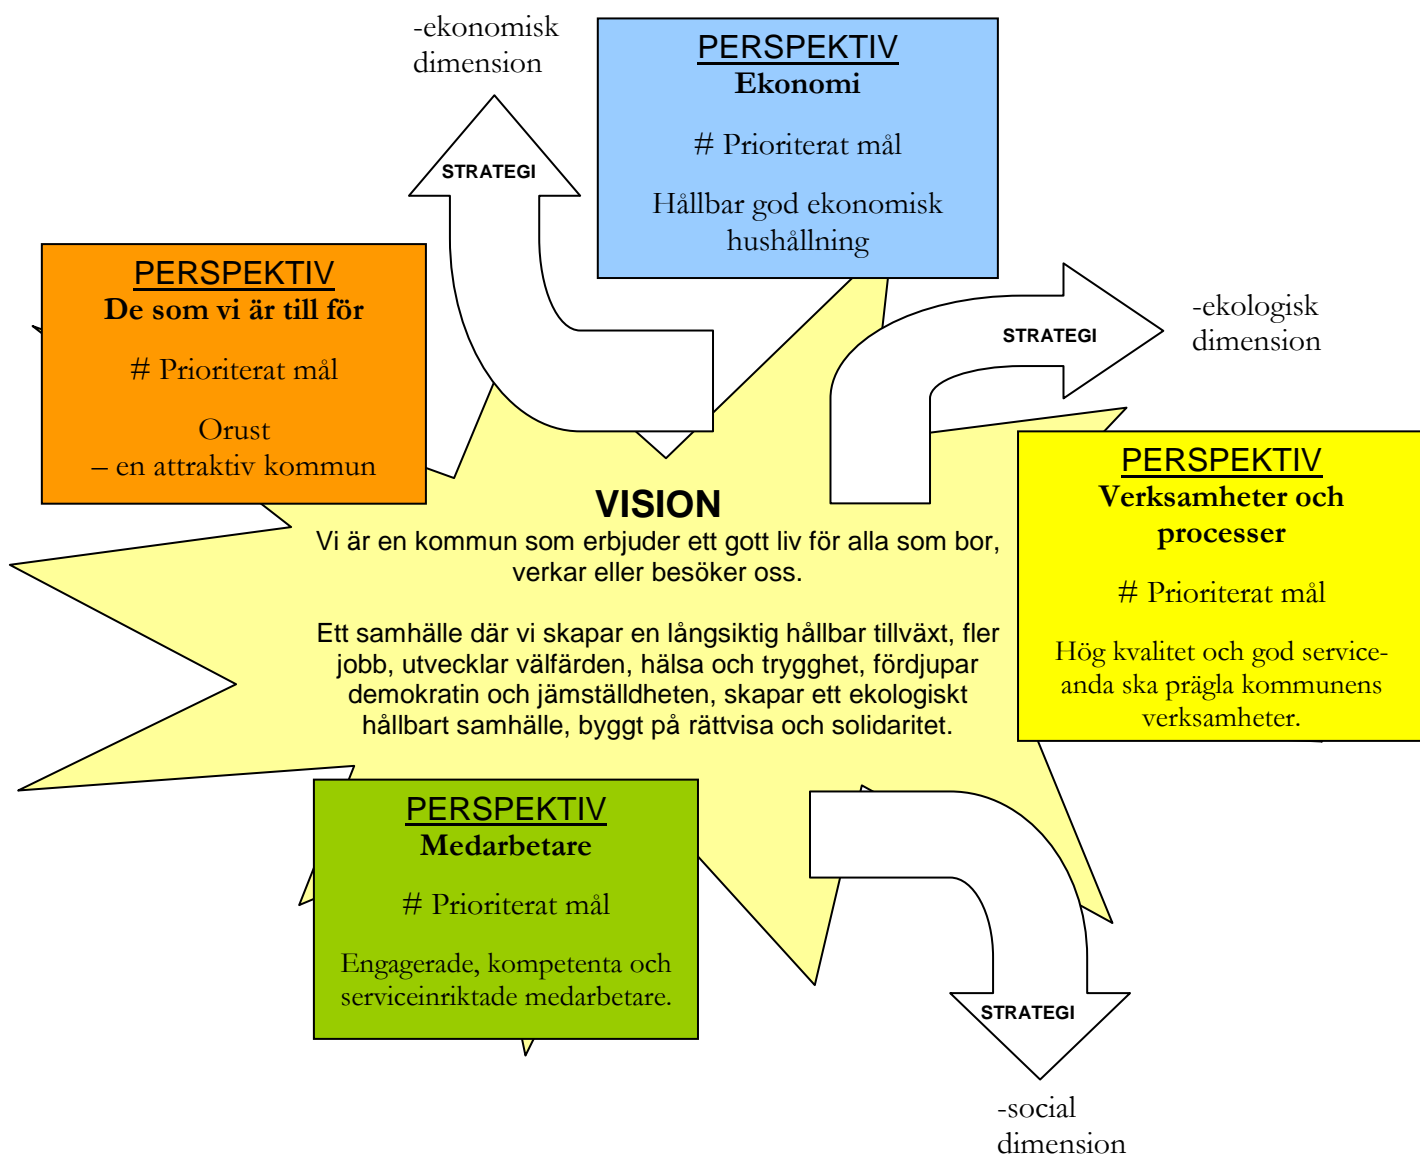 -ekonomisk
dimension
STRATEGI
PERSPEKTIV
Ekonomi
# Prioriterat mål
Hållbar god ekonomisk
hushållning
PERSPEKTIV
De som vi är till för
# Prioriterat mål
Orust
– en attraktiv kommun
STRATEGI
-ekologisk
dimension
VISION
Vi är en kommun som erbjuder ett gott liv för alla som bor,
verkar eller besöker oss.
Ett samhälle där vi skapar en långsiktig hållbar tillväxt, fler
jobb, utvecklar välfärden, hälsa och trygghet, fördjupar
demokratin och jämställdheten, skapar ett ekologiskt
hållbart samhälle, byggt på rättvisa och solidaritet.
PERSPEKTIV
Verksamheter och
processer
# Prioriterat mål
Hög kvalitet och god service-
anda ska prägla kommunens
verksamheter.
PERSPEKTIV
Medarbetare
# Prioriterat mål
Engagerade, kompetenta och
serviceinriktade medarbetare.
STRATEGI
-social
dimension